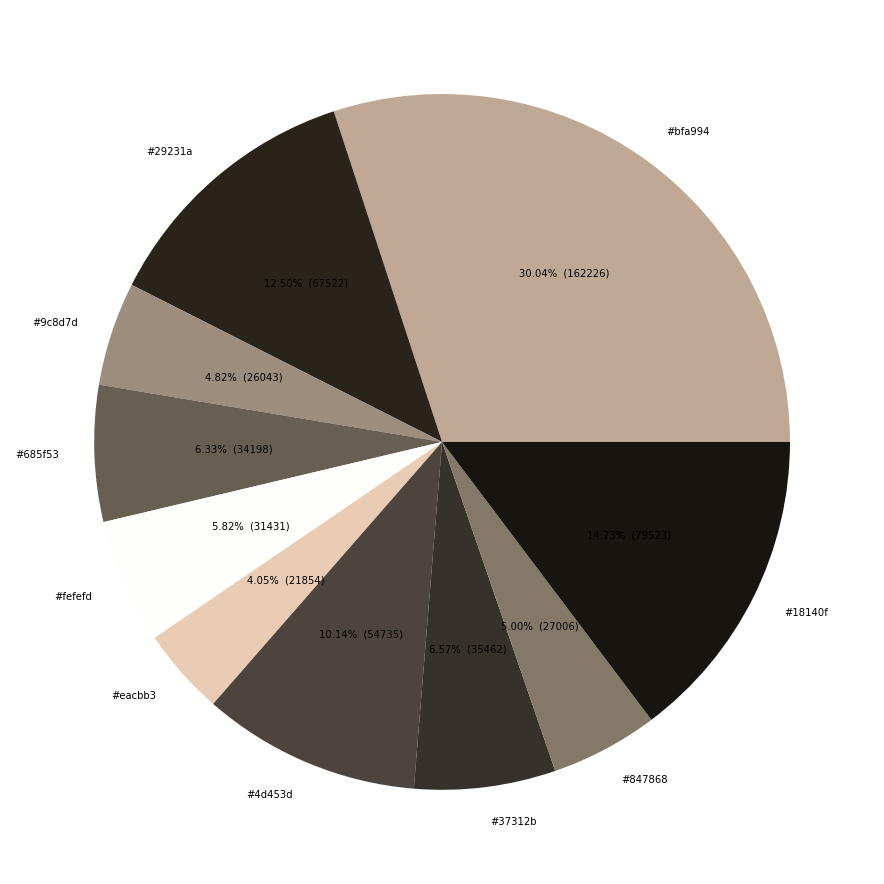 #bfa994
#29231a
30.04%  (162226)
12.50%  (67522)
#9c8d7d
4.82%  (26043)
6.33%  (34198)
#685f53
5.82%  (31431)
14.73%  (79523)
4.05%  (21854)
#fefefd
#18140f
5.00%  (27006)
10.14%  (54735)
6.57%  (35462)
#eacbb3
#847868
#4d453d
#37312b